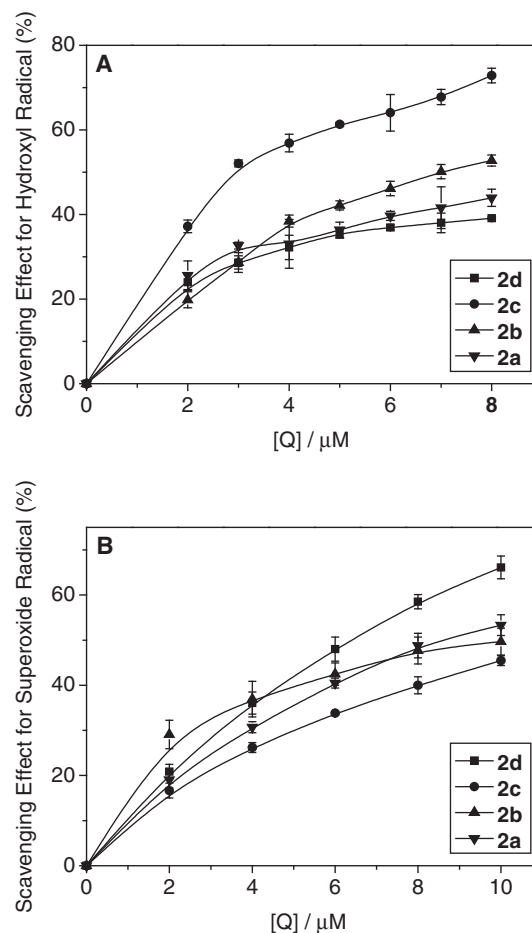 A
Scavenging Effect for Hydroxyl Radical (%)
80
60
40
20
0
2d
2c
2b
2a
0 2 4 6 8
[Q] / μM
B
Scavenging Effect for Superoxide Radical (%)
60
40
20
0
2d
2c
2b
2a
0 2 4 6 8 10
[Q] / μM